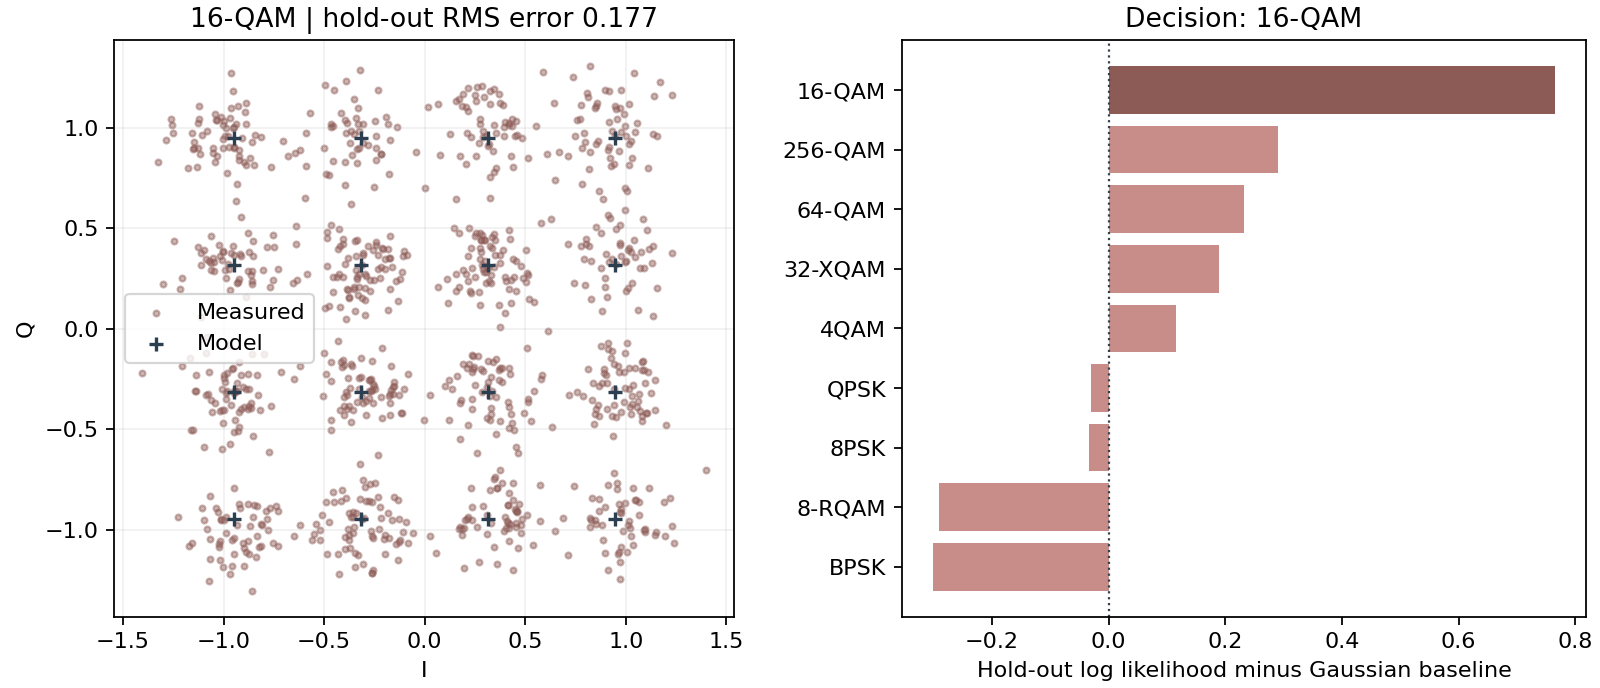 16-QAM | hold-out RMS error 0.177
1.0
0.5
0.0
−0.5
−1.0
Q
Measured
Model
−1.5
−1.0
−0.5
0.0
0.5
1.0
1.5
I
Decision: 16-QAM
16-QAM
256-QAM
64-QAM
32-XQAM
4QAM
QPSK
8PSK
8-RQAM
BPSK
−0.2
0.0
0.2
0.4
0.6
0.8
Hold-out log likelihood minus Gaussian baseline